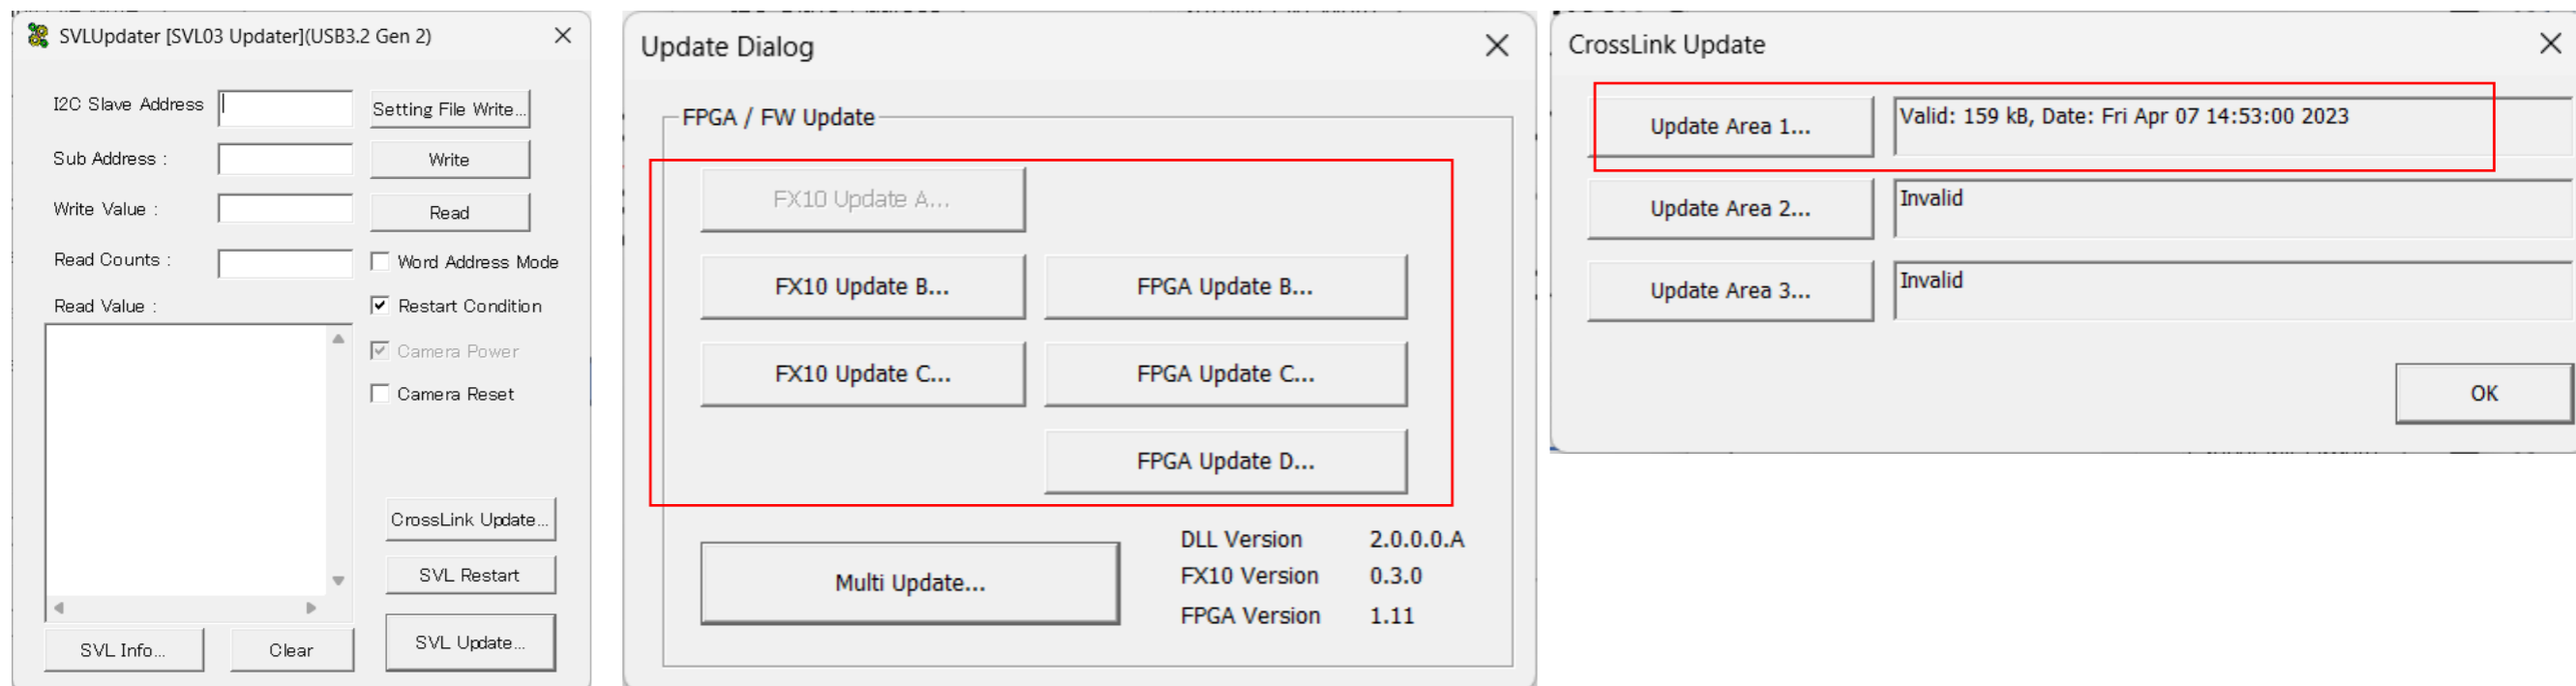 SVLUpdater [SVL03 Updater](USB3.2 Gen 2)
I2C Slave Address
Setting File Write...
Sub Address :
Write
Write Value :
Read
Read Counts :
Word Address Mode
Read Value :
Restart Condition
Camera Power
Camera Reset
CrossLink Update...
SVL Restart
SVL Info...
Clear
SVL Update...
Update Dialog
FPGA / FW Update
FX10 Update A...
FX10 Update B...
FPGA Update B...
FX10 Update C...
FPGA Update C...
FPGA Update D...
Multi Update...
DLL Version 2.0.0.0.A
FX10 Version 0.3.0
FPGA Version 1.11
CrossLink Update
Update Area 1...
Valid: 159 kB, Date: Fri Apr 07 14:53:00 2023
Update Area 2...
Invalid
Update Area 3...
Invalid
OK